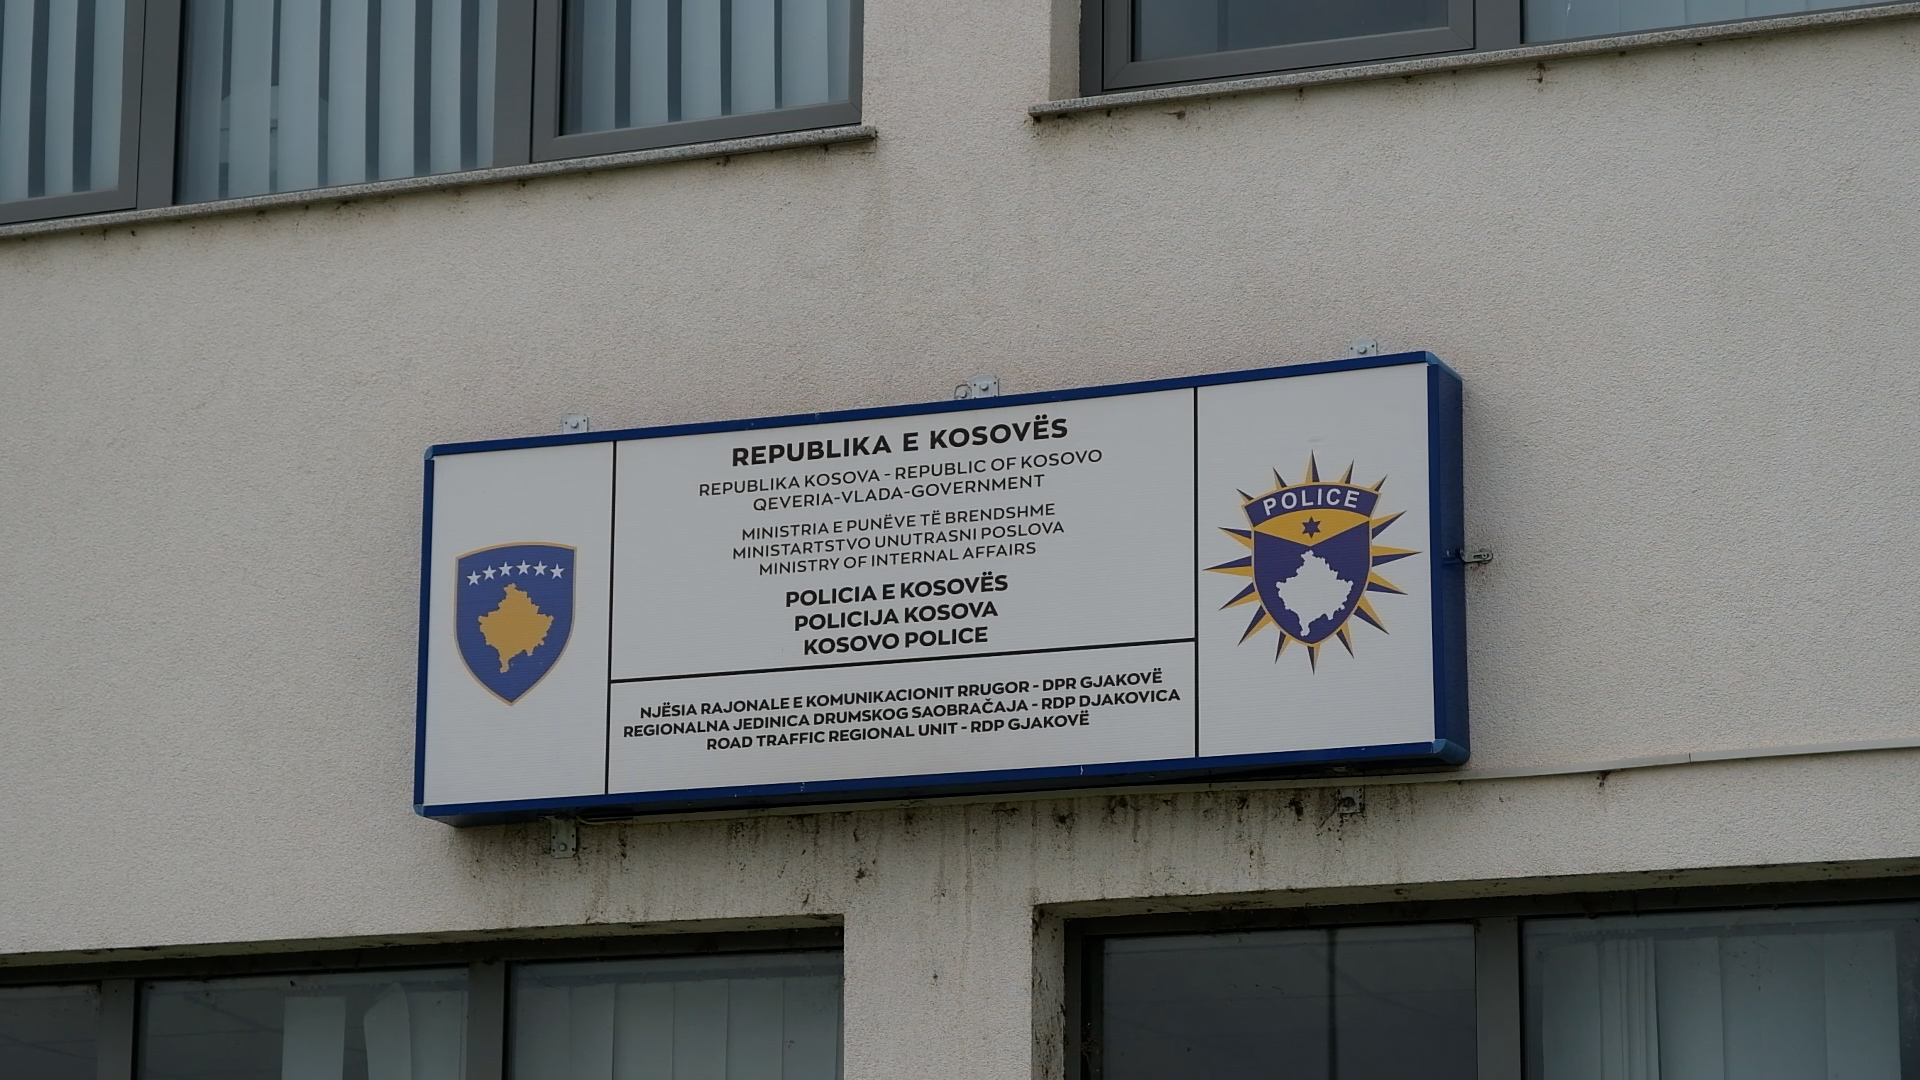 REPUBLIKA E KOSOVËS
REPUBLIKA KOSOVA - REPUBLIC OF KOSOVO
QEVERIA-VLADA-GOVERNMENT
MINISTRIA E PUNËVE TË BRENDSHME
MINISTARTSTVO UNUTRASNI POSLOVA
MINISTRY OF INTERNAL AFFAIRS
POLICIA E KOSOVËS
POLICIJA KOSOVA
KOSOVO POLICE
NJËSIA RAJONALE E KOMUNIKACIONIT RRUGOR - DPR GJAKOVË
REGIONALNA JEDINICA DRUMSKOG SAOBRAČAJA - RDP DJAKOVICA
ROAD TRAFFIC REGIONAL UNIT - RDP GJAKOVË
POLICE